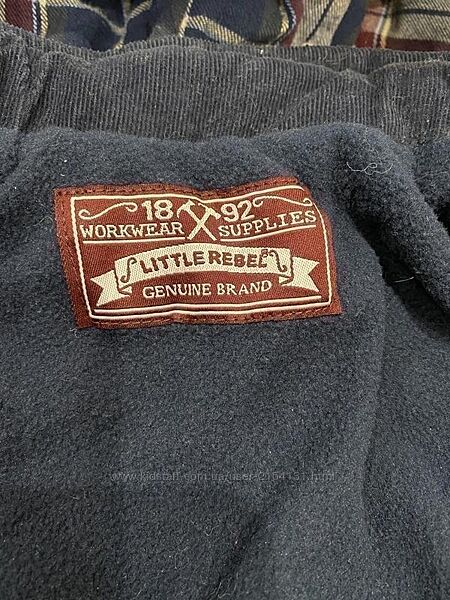 18 92
WORKWEAR SUPPLIES
LITTLE REBEL
GENUINE BRAND